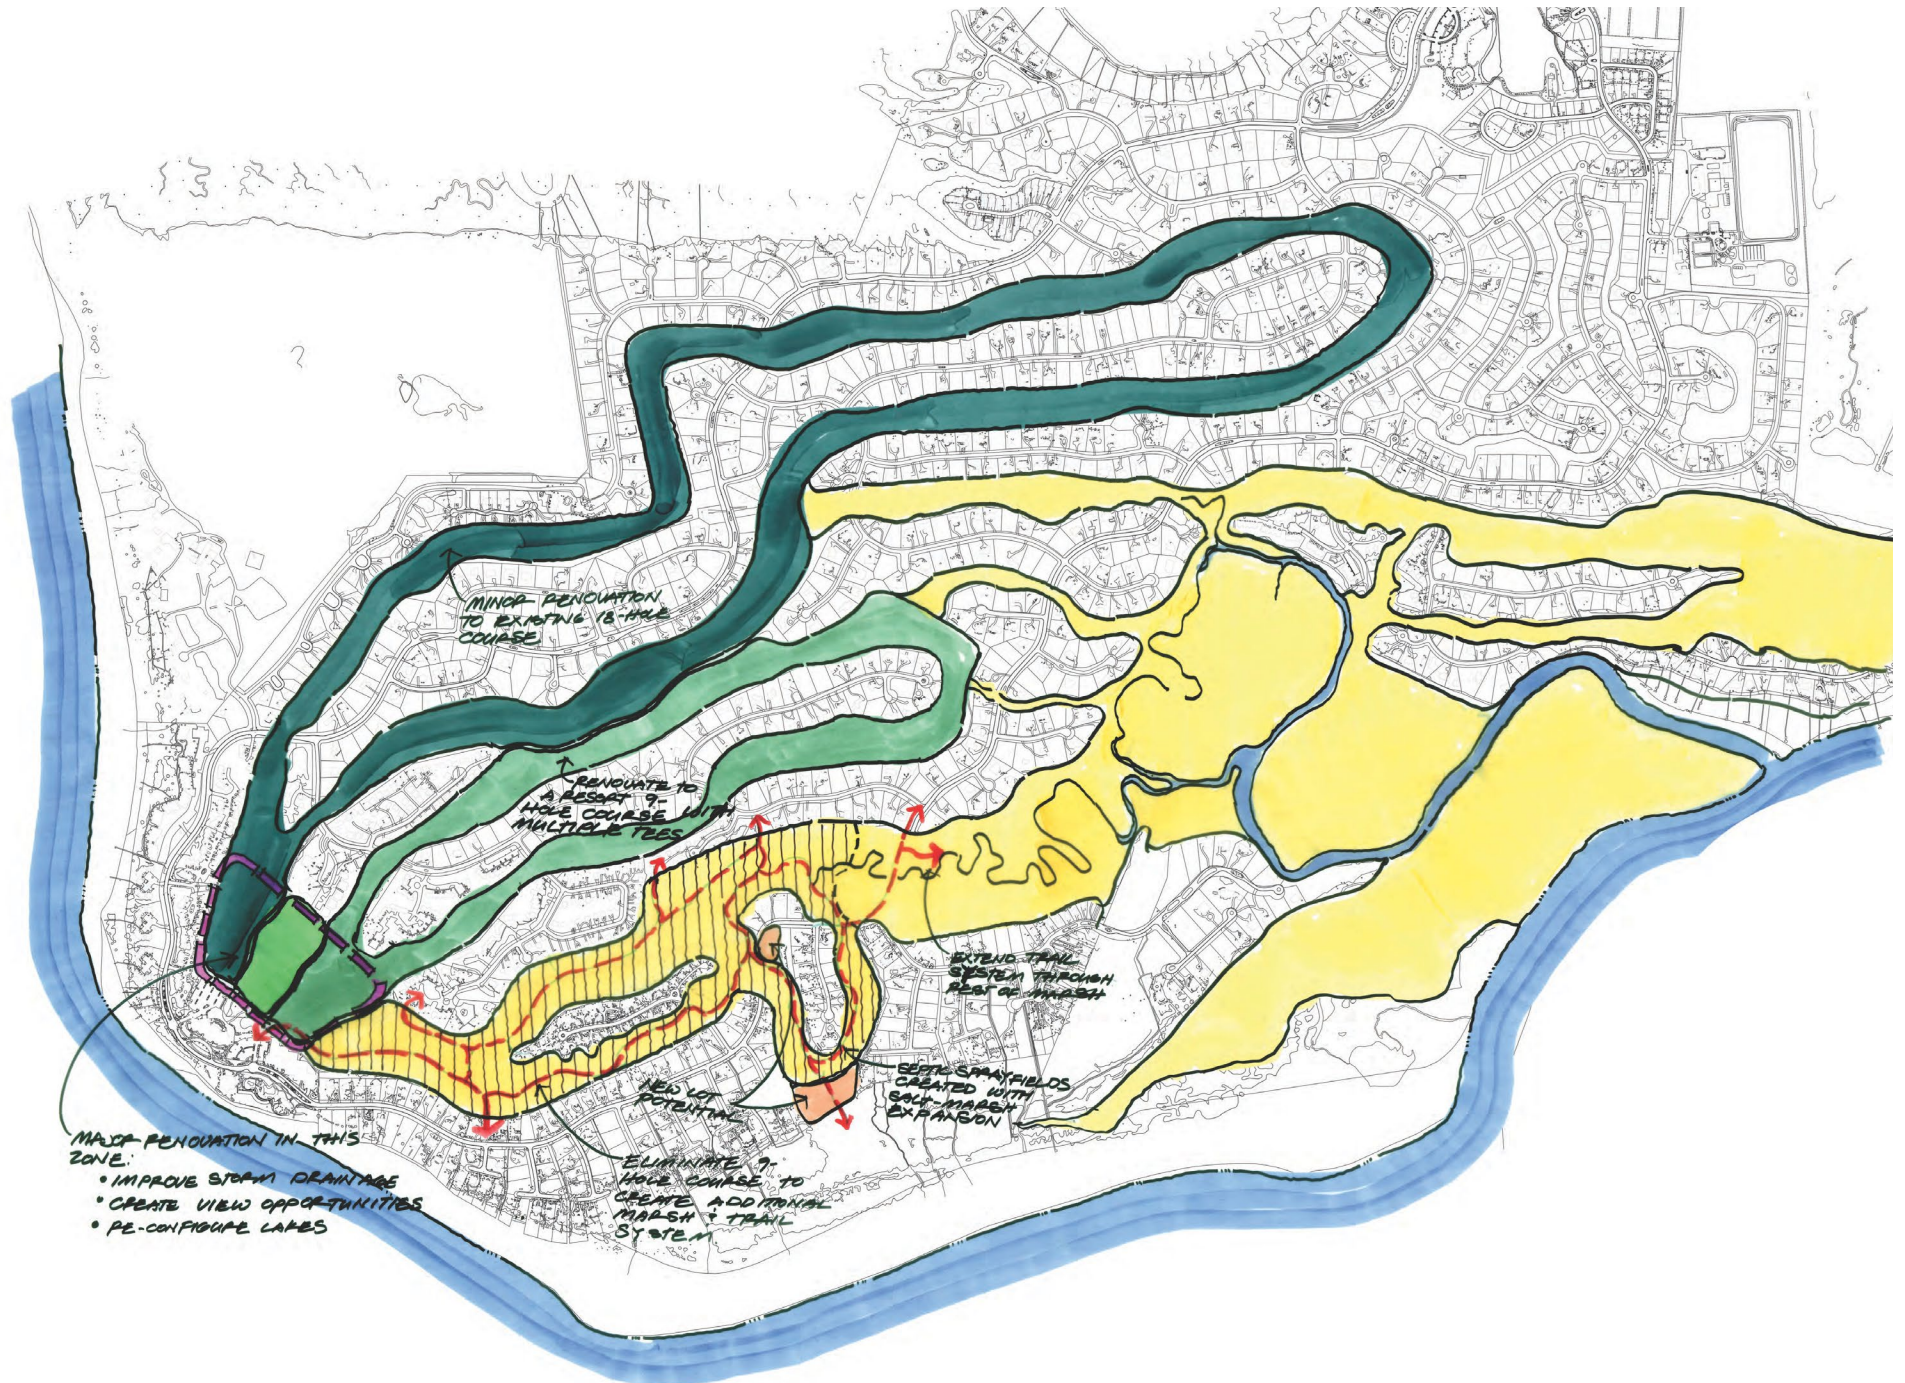 MINOR RENOVATION
TO EXISTING 18-HOLE
COURSE
RENOVATE TO
A RESORT 9-
HOLE COURSE WITH
MULTIPLE TEES
EXTEND TRAIL
SYSTEM THROUGH
REST OF MARSH
NEW LOT
POTENTIAL
SEPTIC SPRAYFIELDS
CREATED WITH
SALT-MARSH
EXPANSION
MAJOR RENOVATION IN THIS
ZONE:
• IMPROVE STORM DRAINAGE
• CREATE VIEW OPPORTUNITIES
• RE-CONFIGURE LAKES
ELIMINATE 9-
HOLE COURSE TO
CREATE ADDITIONAL
MARSH & TRAIL
SYSTEM